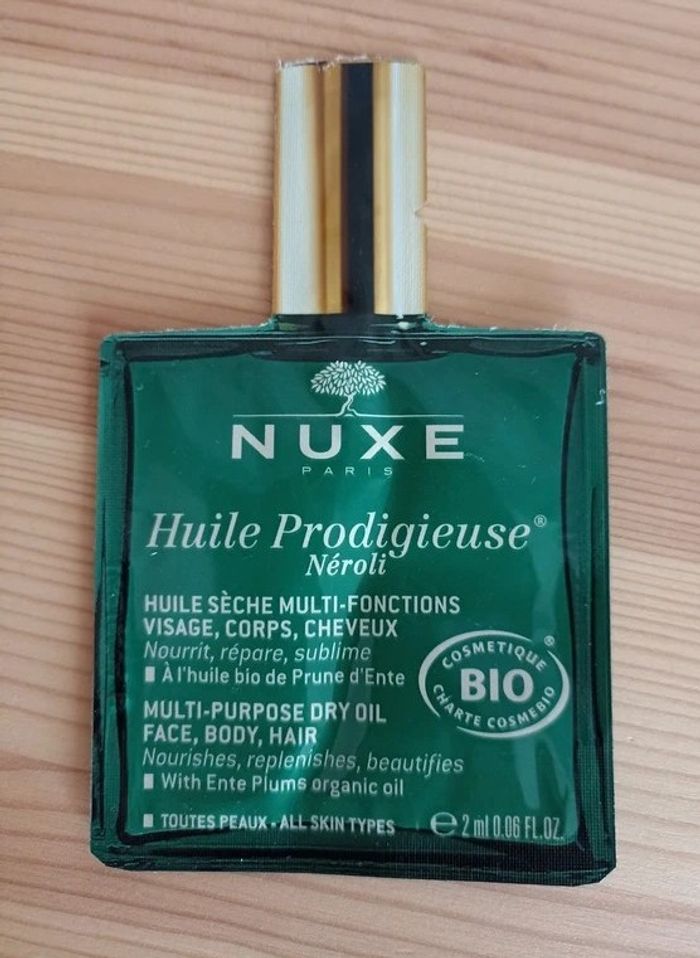 NUXE
PARIS
Huile Prodigieuse®
Néroli
HUILE SÈCHE MULTI-FONCTIONS
VISAGE, CORPS, CHEVEUX
Nourrit, répare, sublime
À l'huile bio de Prune d'Ente
COSMETIQUE ®
BIO
CHARTE COSMEBIO
MULTI-PURPOSE DRY OIL
FACE, BODY, HAIR
Nourishes, replenishes, beautifies
With Ente Plums organic oil
TOUTES PEAUX - ALL SKIN TYPES
℮ 2 ml 0.06 FL.OZ.